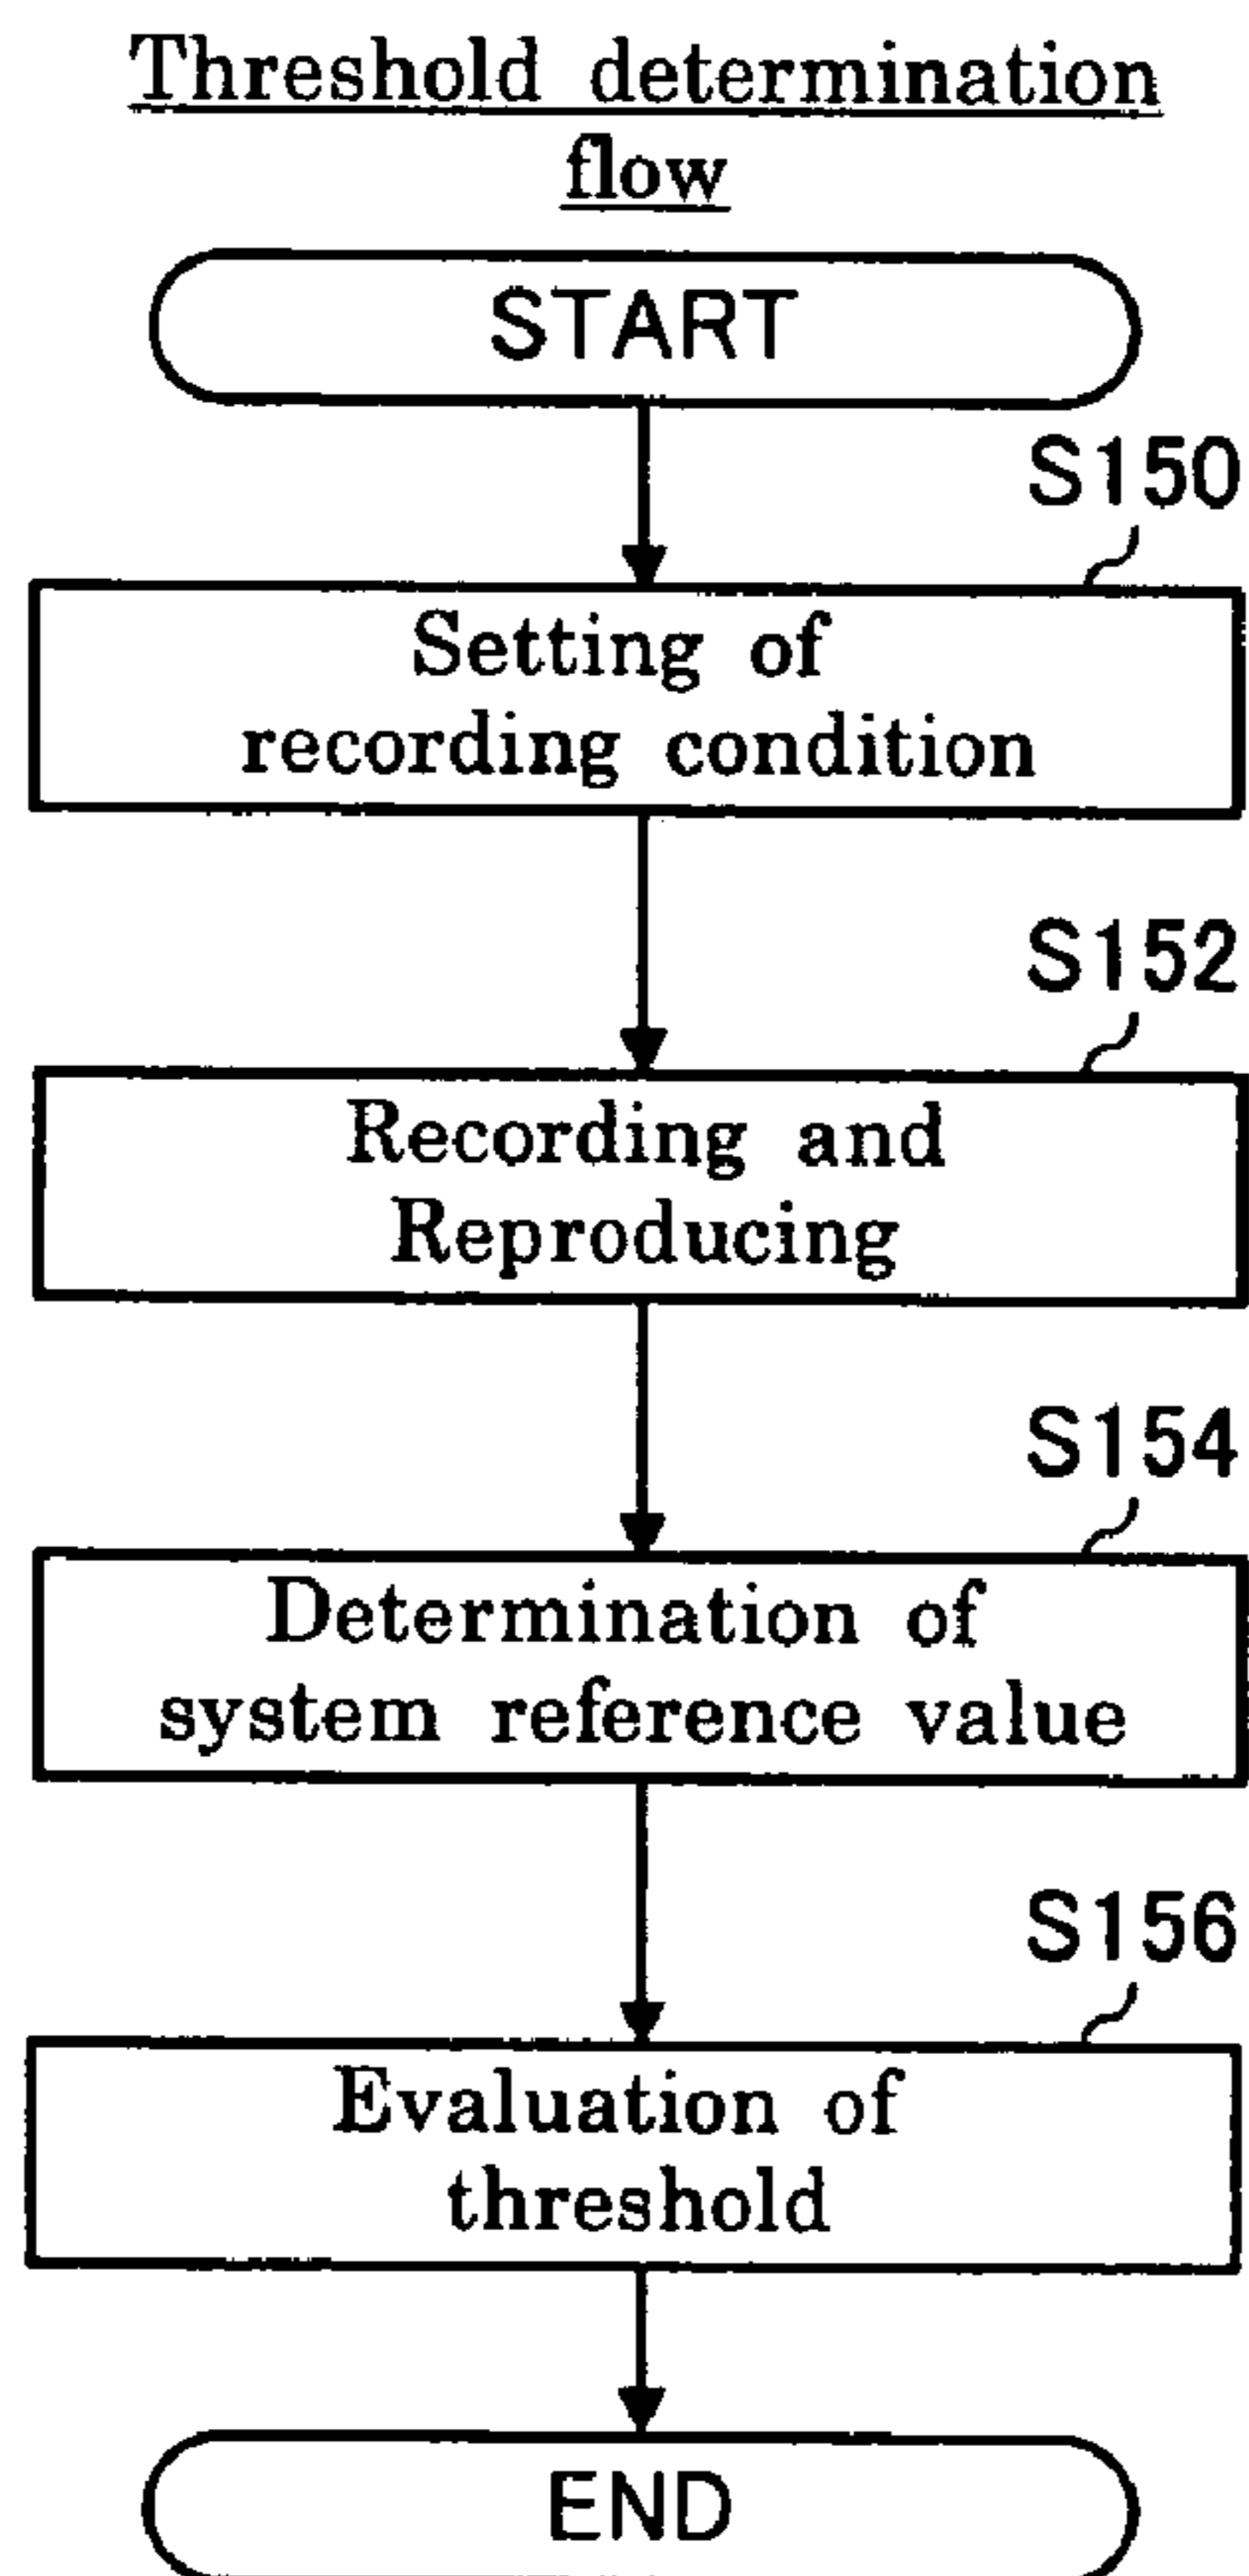 Threshold determination
flow
START
S150
Setting of
recording condition
S152
Recording and
Reproducing
S154
Determination of
system reference value
S156
Evaluation of
threshold
END